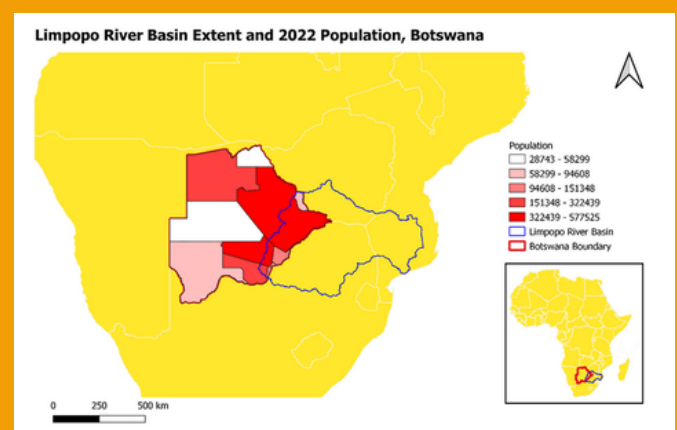 Limpopo River Basin Extent and 2022 Population, Botswana
Population
28743 - 58299
58299 - 94608
94608 - 151348
151348 - 322439
322439 - 577525
Limpopo River Basin
Botswana Boundary
0 250 500 km